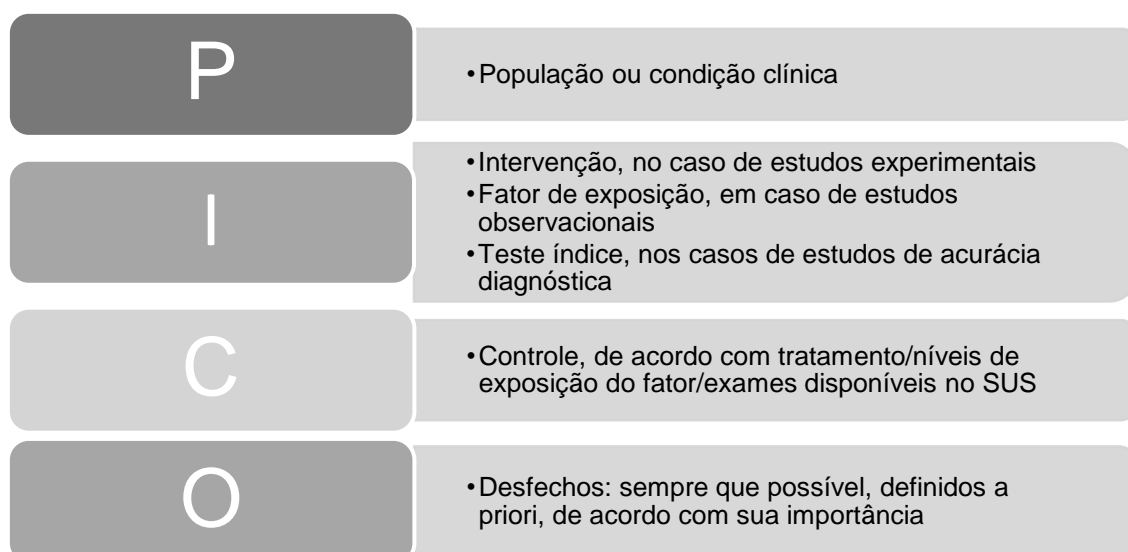 P
•População ou condição clínica
I
•Intervenção, no caso de estudos experimentais
•Fator de exposição, em caso de estudos
observacionais
•Teste índice, nos casos de estudos de acurácia
diagnóstica
C
•Controle, de acordo com tratamento/níveis de
exposição do fator/exames disponíveis no SUS
O
•Desfechos: sempre que possível, definidos a
priori, de acordo com sua importância